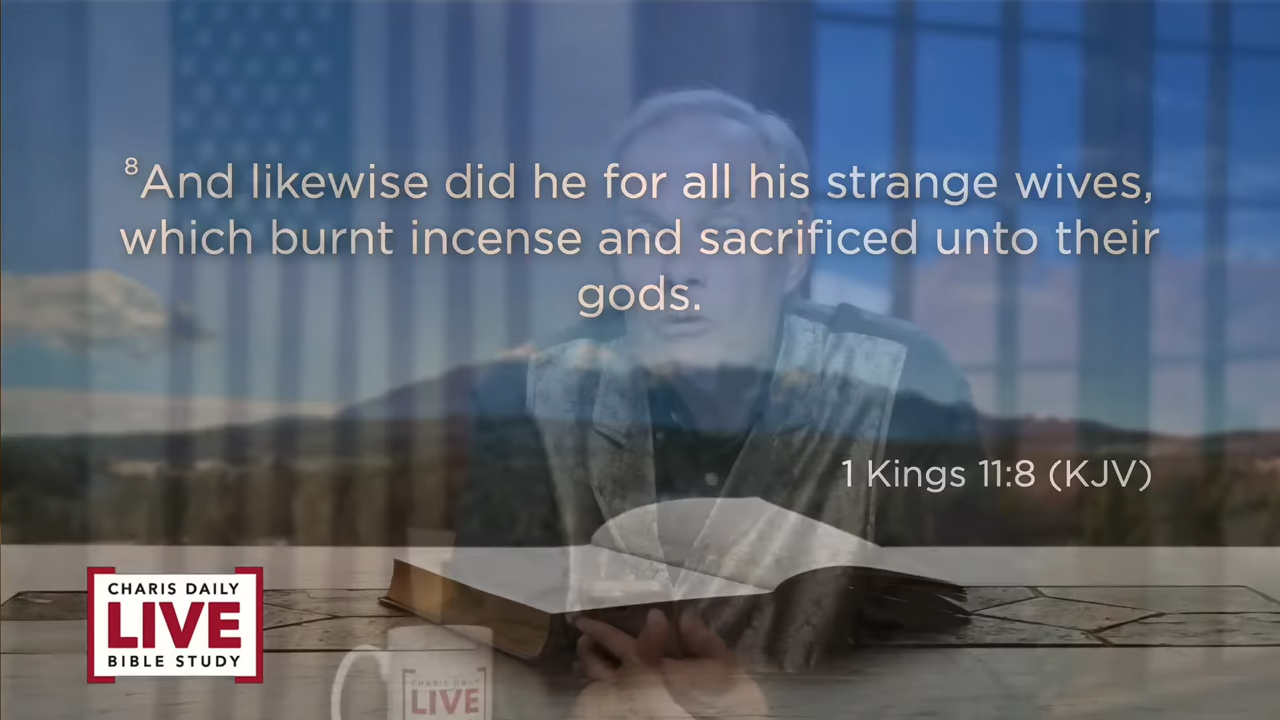 ⁸And likewise did he for all his strange wives,
which burnt incense and sacrificed unto their
gods.
1 Kings 11:8 (KJV)
CHARIS DAILY
LIVE
BIBLE STUDY
CHARIS DAILY
LIVE